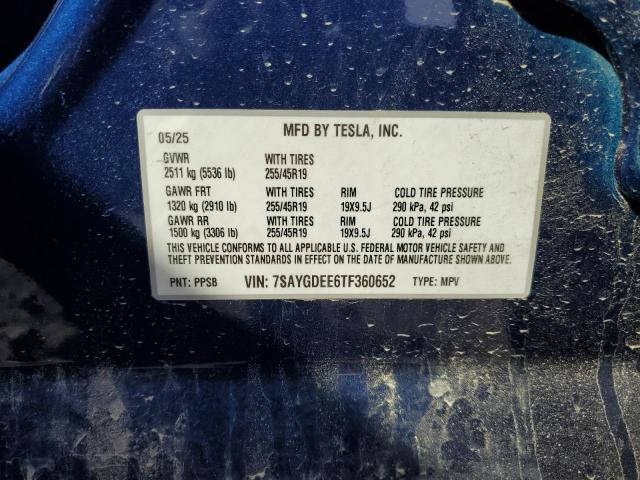 MFD BY TESLA, INC.
05/25
GVWR WITH TIRES
2511 kg (5536 lb) 255/45R19
GAWR FRT WITH TIRES RIM COLD TIRE PRESSURE
1320 kg (2910 lb) 255/45R19 19X9.5J 290 kPa, 42 psi
GAWR RR WITH TIRES RIM COLD TIRE PRESSURE
1500 kg (3306 lb) 255/45R19 19X9.5J 290 kPa, 42 psi
THIS VEHICLE CONFORMS TO ALL APPLICABLE U.S. FEDERAL MOTOR VEHICLE SAFETY AND
THEFT PREVENTION STANDARDS IN EFFECT ON THE DATE OF MANUFACTURE SHOWN ABOVE.
PNT: PPSB VIN: 7SAYGDEE6TF360652 TYPE: MPV